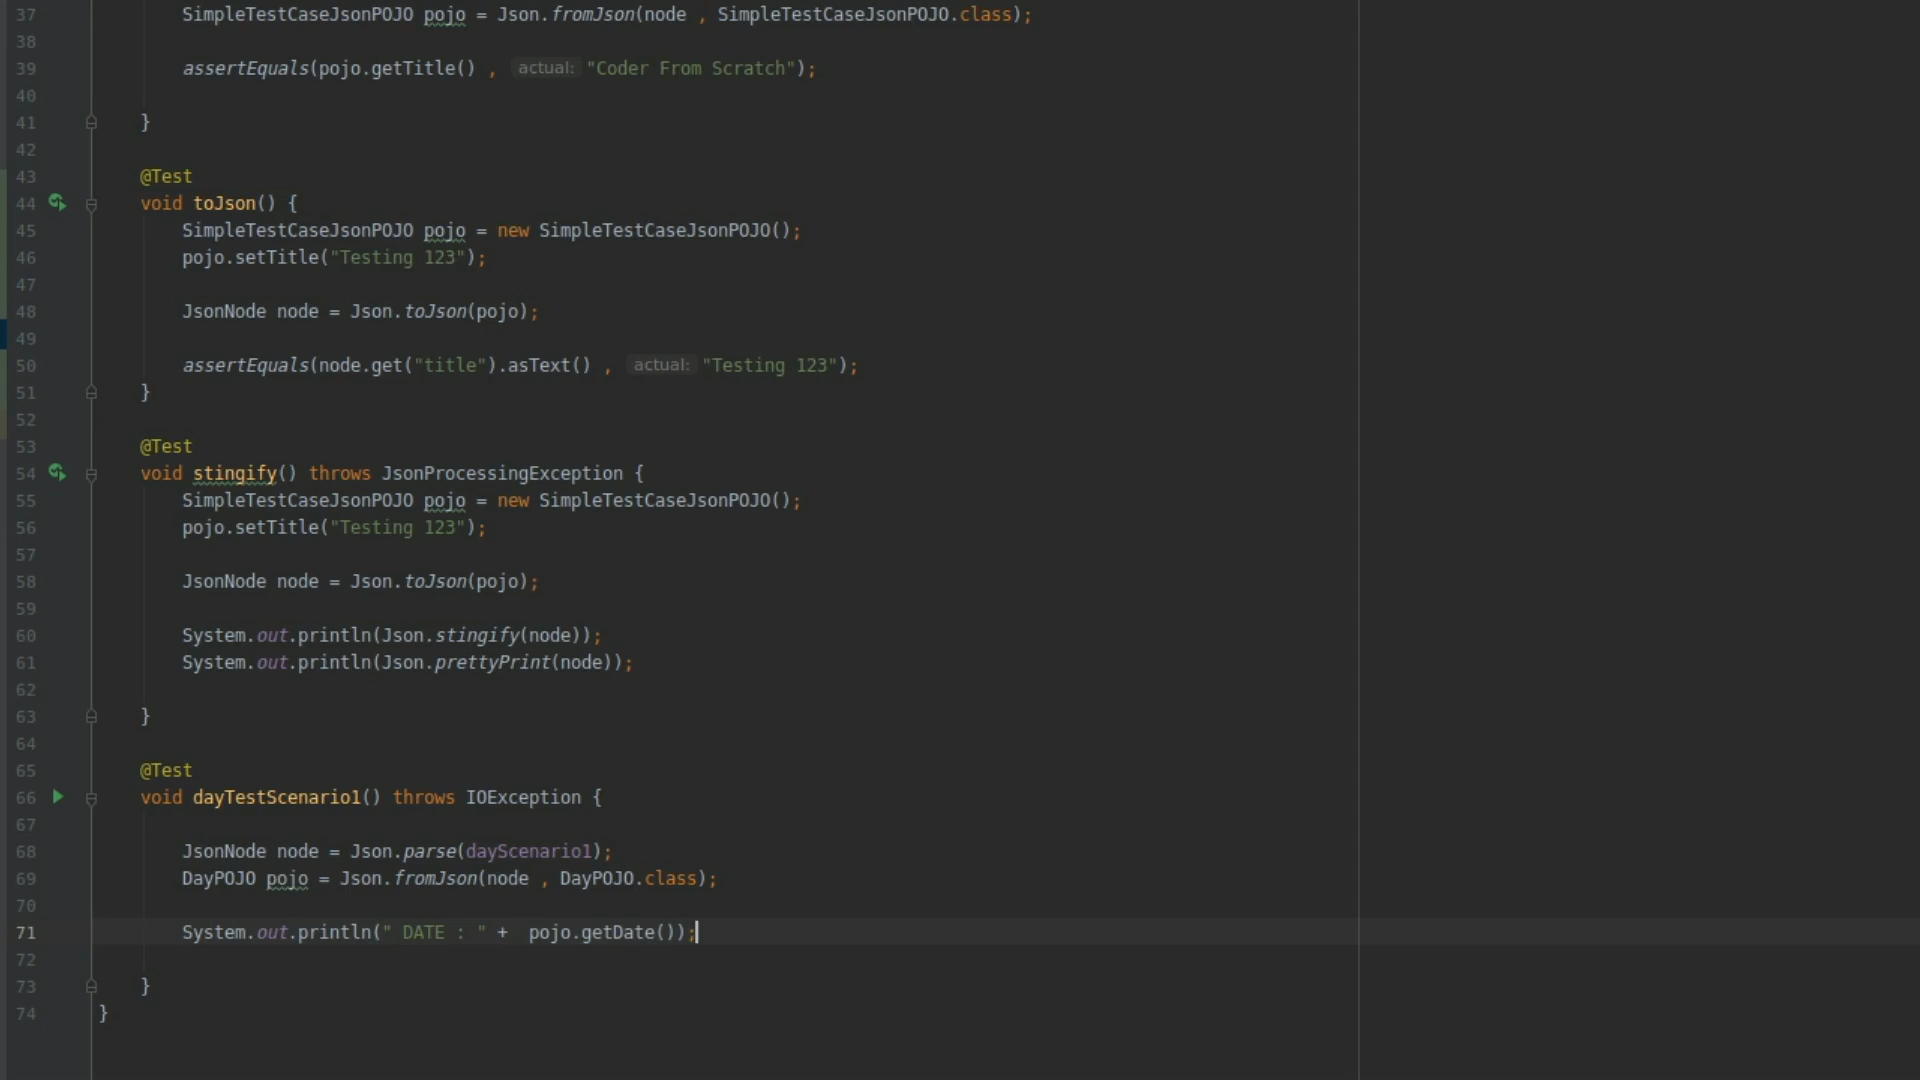 37 SimpleTestCaseJsonPOJO pojo = Json.fromJson(node , SimpleTestCaseJsonPOJO.class);
38
39 assertEquals(pojo.getTitle() , actual: "Coder From Scratch");
40
41 }
42
43 @Test
44 void toJson() {
45 SimpleTestCaseJsonPOJO pojo = new SimpleTestCaseJsonPOJO();
46 pojo.setTitle("Testing 123");
47
48 JsonNode node = Json.toJson(pojo);
49
50 assertEquals(node.get("title").asText() , actual: "Testing 123");
51 }
52
53 @Test
54 void stingify() throws JsonProcessingException {
55 SimpleTestCaseJsonPOJO pojo = new SimpleTestCaseJsonPOJO();
56 pojo.setTitle("Testing 123");
57
58 JsonNode node = Json.toJson(pojo);
59
60 System.out.println(Json.stingify(node));
61 System.out.println(Json.prettyPrint(node));
62
63 }
64
65 @Test
66 void dayTestScenario1() throws IOException {
67
68 JsonNode node = Json.parse(dayScenario1);
69 DayPOJO pojo = Json.fromJson(node , DayPOJO.class);
70
71 System.out.println(" DATE : " +  pojo.getDate());
72
73 }
74 }